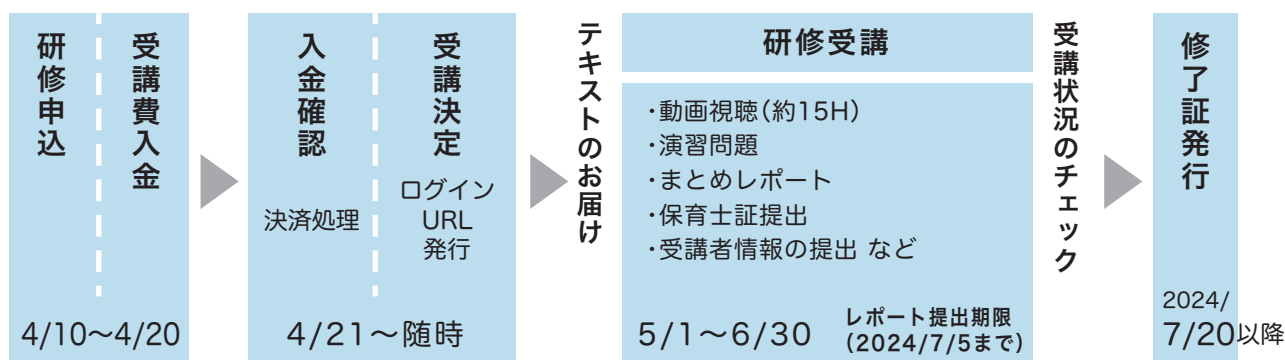 研修申込
受講費入金
4/10〜4/20
入金確認
決済処理
受講決定
ログイン
URL
発行
4/21〜随時
テキストのお届け
研修受講
・動画視聴（約15H）
・演習問題
・まとめレポート
・保育士証提出
・受講者情報の提出 など
5/1〜6/30
レポート提出期限
（2024/7/5まで）
受講状況のチェック
修了証発行
2024/
7/20以降